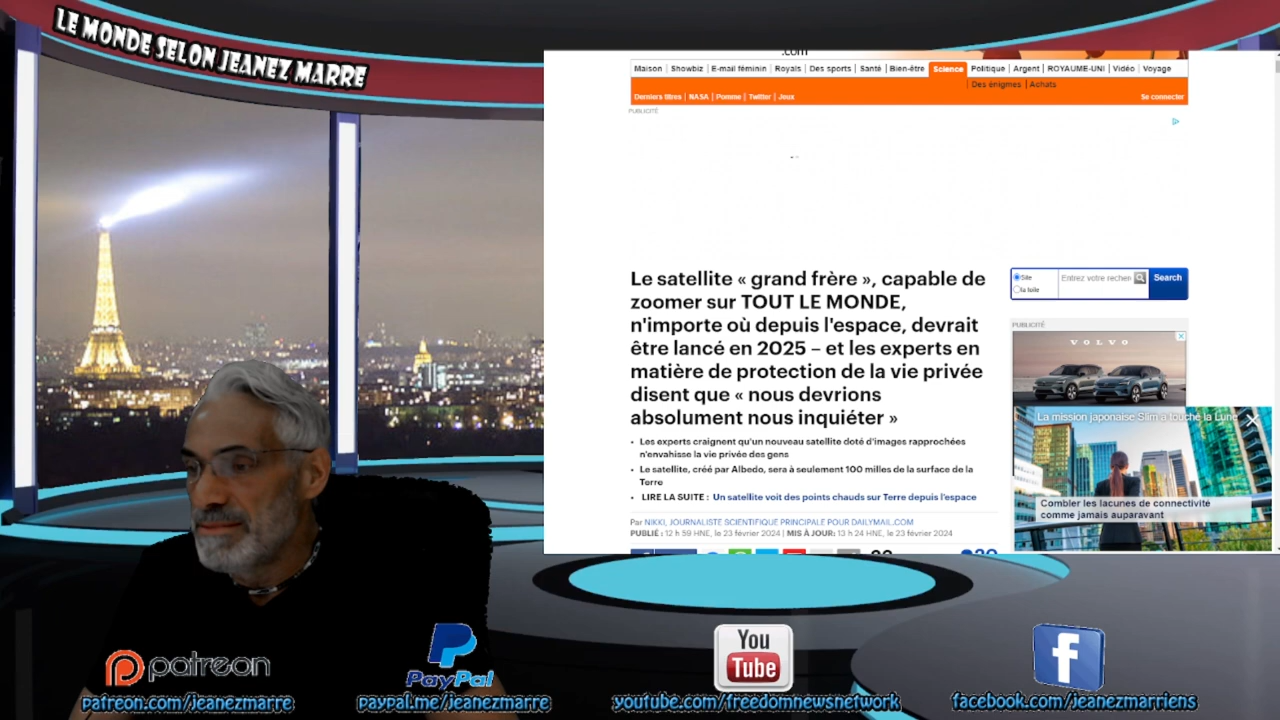 LE MONDE SELON JEANEZ MARRE
.com
Maison | Showbiz | E-mail féminin | Royals | Des sports | Santé | Bien-être | Science | Politique | Argent | ROYAUME-UNI | Vidéo | Voyage
Des énigmes | Achats
Derniers titres | NASA | Pomme | Twitter | Jeux
Se connecter
PUBLICITÉ
Le satellite « grand frère », capable de
zoomer sur TOUT LE MONDE,
n'importe où depuis l'espace, devrait
être lancé en 2025 – et les experts en
matière de protection de la vie privée
disent que « nous devrions
absolument nous inquiéter »
• Les experts craignent qu'un nouveau satellite doté d'images rapprochées
n'envahisse la vie privée des gens
• Le satellite, créé par Albedo, sera à seulement 100 milles de la surface de la
Terre
• LIRE LA SUITE : Un satellite voit des points chauds sur Terre depuis l'espace
Par NIKKI, JOURNALISTE SCIENTIFIQUE PRINCIPALE POUR DAILYMAIL.COM
PUBLIÉ : 12 h 59 HNE, le 23 février 2024 | MIS À JOUR: 13 h 24 HNE, le 23 février 2024
Site
la toile
Entrez votre rechen
Search
PUBLICITÉ
VOLVO
La mission japonaise Slim a touché la Lune
Combler les lacunes de connectivité
comme jamais auparavant
patreon
patreon.com/jeanezmarre
PayPal
paypal.me/jeanezmarre
You
Tube
youtube.com/freedomnewsnetwork
f
facebook.com/jeanezmarriens